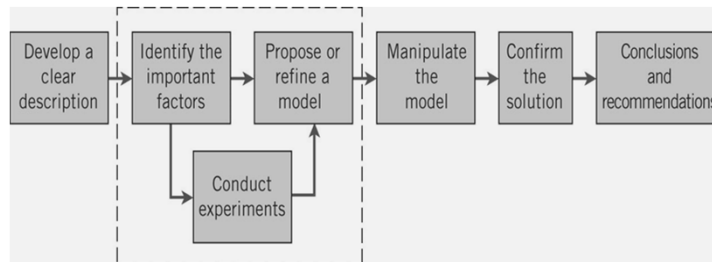 Develop a
clear
description
Identify the
important
factors
Propose or
refine a
model
Manipulate
the
model
Confirm
the
solution
Conclusions
and
recommendations
Conduct
experiments